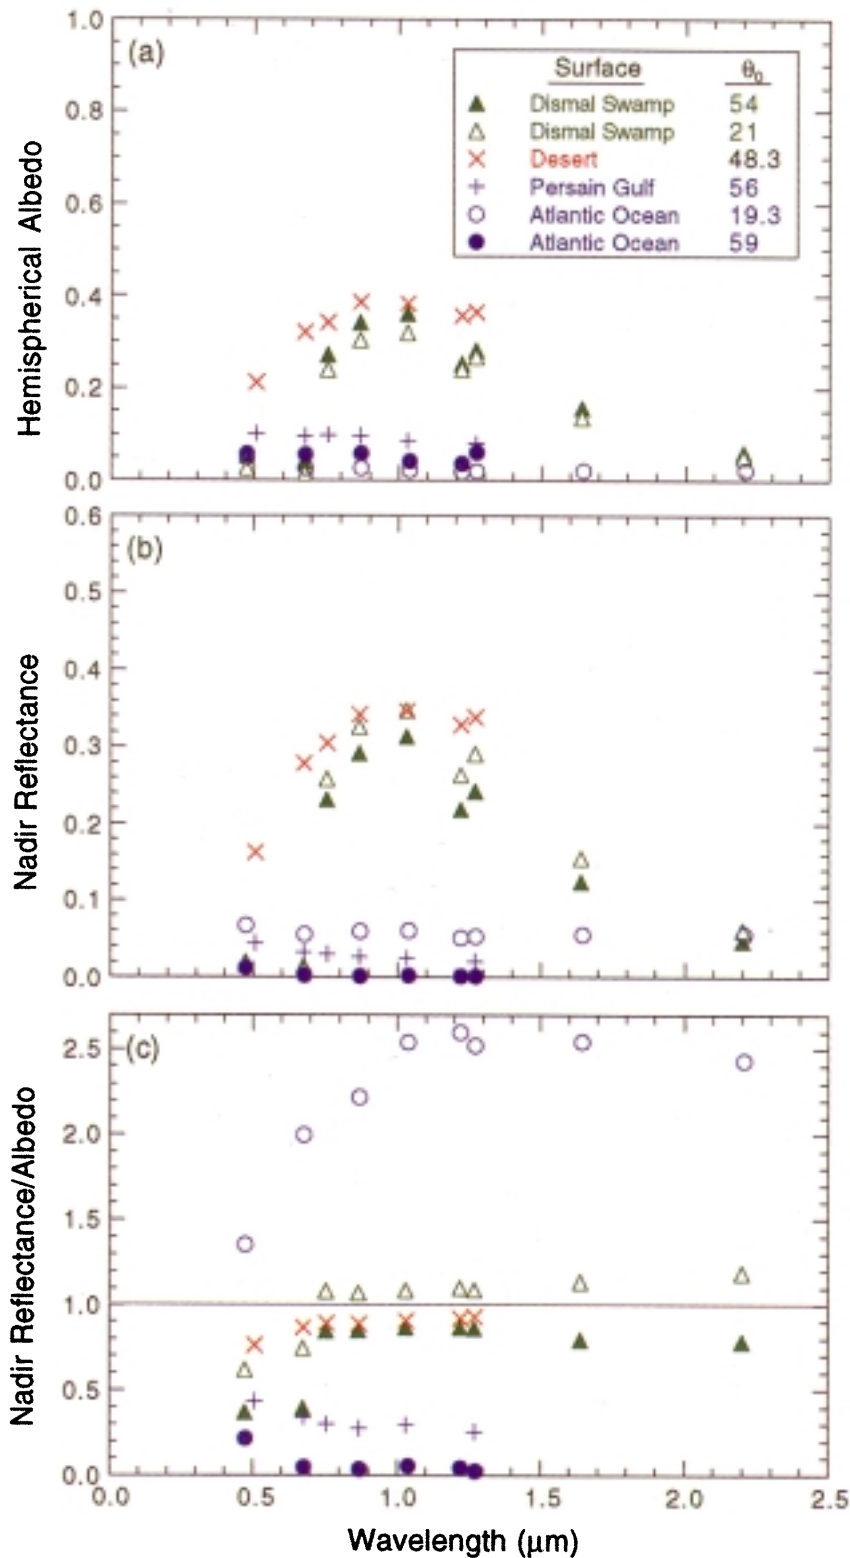 1.0
(a)
Surface θ₀
Dismal Swamp 54
Dismal Swamp 21
Desert 48.3
Persain Gulf 56
Atlantic Ocean 19.3
Atlantic Ocean 59
0.8
0.6
0.4
0.2
0.0
Hemispherical Albedo
0.6
(b)
0.5
0.4
0.3
0.2
0.1
0.0
Nadir Reflectance
(c)
2.5
2.0
1.5
1.0
0.5
0.0
Nadir Reflectance/Albedo
0.0 0.5 1.0 1.5 2.0 2.5
Wavelength (μm)